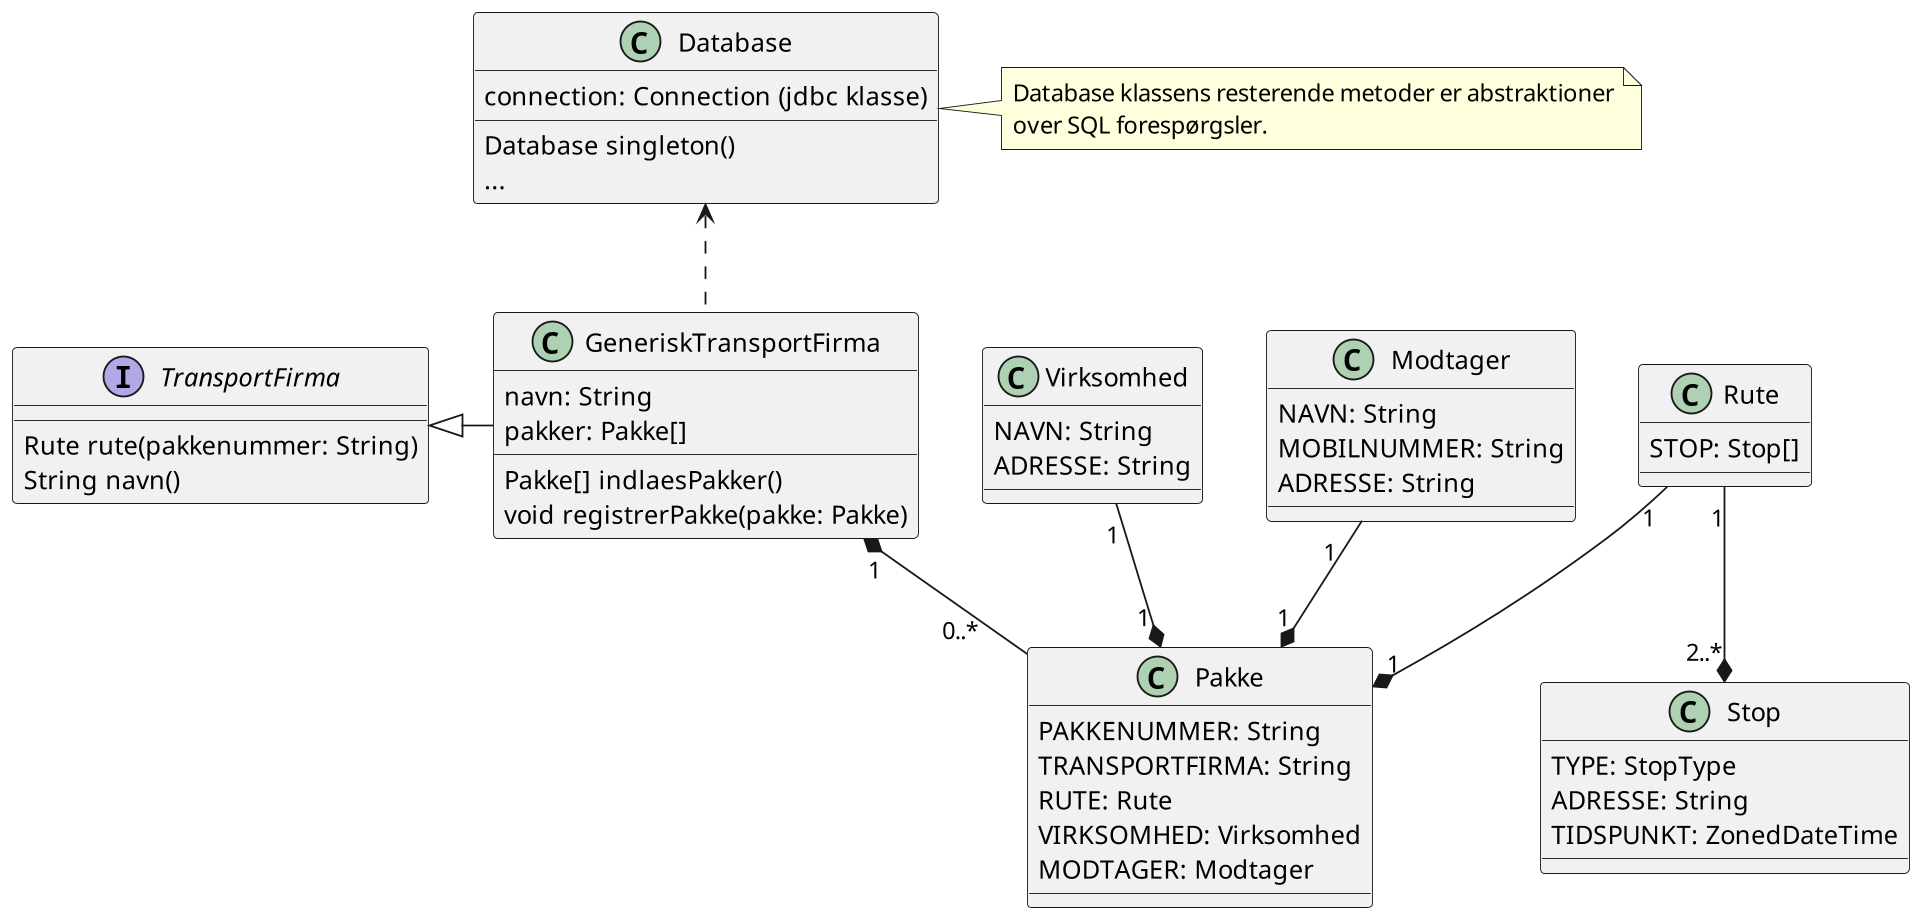 C Database
connection: Connection (jdbc klasse)
Database singleton()
...
Database klassens resterende metoder er abstraktioner
over SQL forespørgsler.
I TransportFirma
Rute rute(pakkenummer: String)
String navn()
C GeneriskTransportFirma
navn: String
pakker: Pakke[]
Pakke[] indlaesPakker()
void registrerPakke(pakke: Pakke)
C Virksomhed
NAVN: String
ADRESSE: String
C Modtager
NAVN: String
MOBILNUMMER: String
ADRESSE: String
C Rute
STOP: Stop[]
1
0..*
1
1
1
1
1
1
1
2..*
C Pakke
PAKKENUMMER: String
TRANSPORTFIRMA: String
RUTE: Rute
VIRKSOMHED: Virksomhed
MODTAGER: Modtager
C Stop
TYPE: StopType
ADRESSE: String
TIDSPUNKT: ZonedDateTime